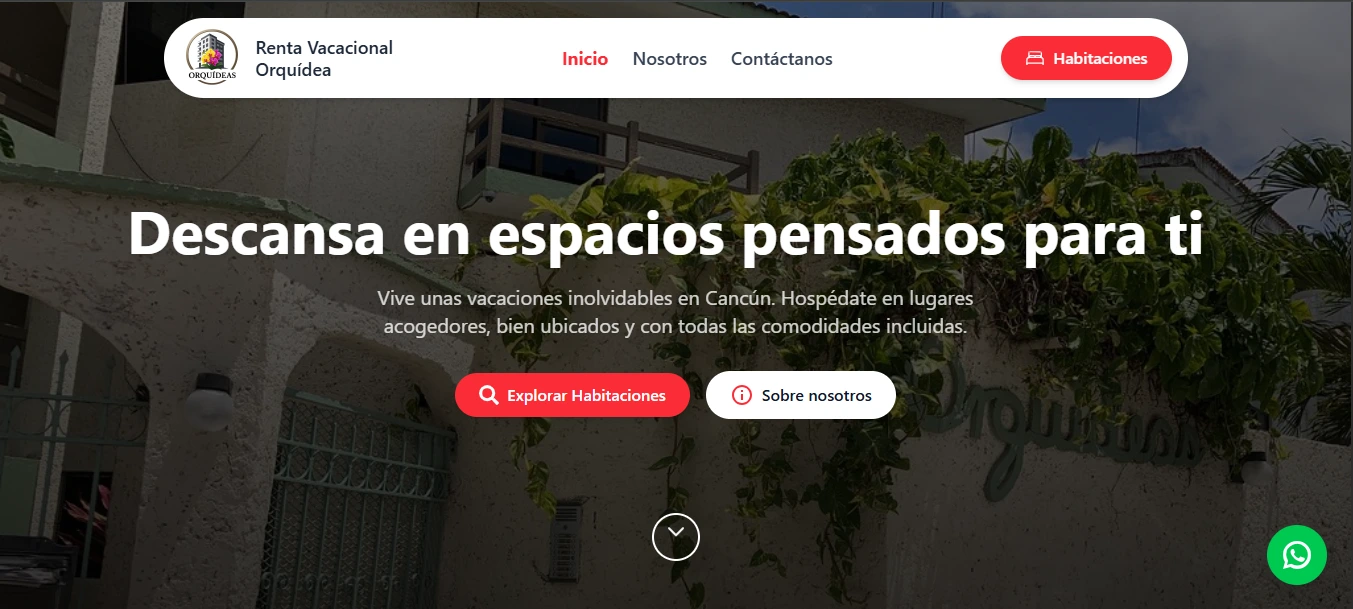 ORQUÍDEAS
Renta Vacacional
Orquídea
Inicio
Nosotros
Contáctanos
Habitaciones
Descansa en espacios pensados para ti
Vive unas vacaciones inolvidables en Cancún. Hospédate en lugares
acogedores, bien ubicados y con todas las comodidades incluidas.
Explorar Habitaciones
Sobre nosotros
Orquídeas